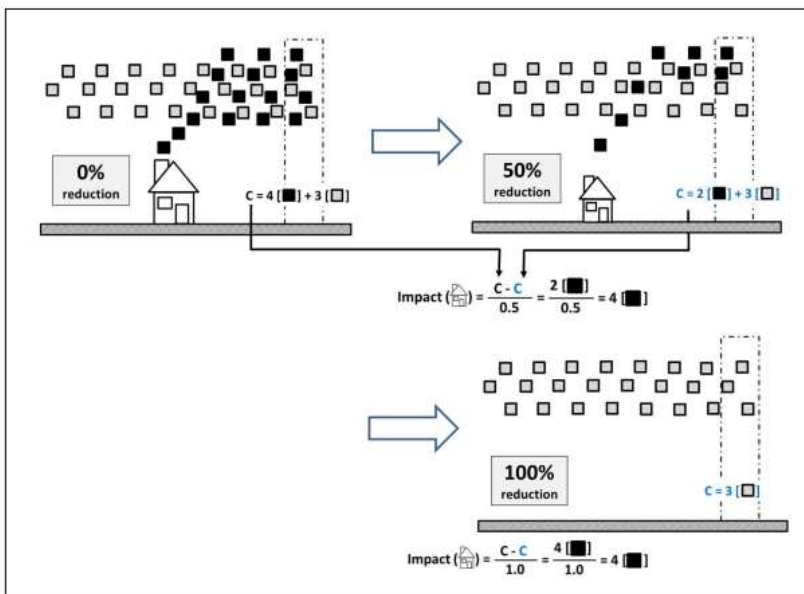 0%
reduction
C = 4 [■] + 3 [□]
50%
reduction
C = 2 [■] + 3 [□]
Impact ( ) = C - C / 0.5 = 2 [■] / 0.5 = 4 [■]
100%
reduction
C = 3 [□]
Impact ( ) = C - C / 1.0 = 4 [■] / 1.0 = 4 [■]